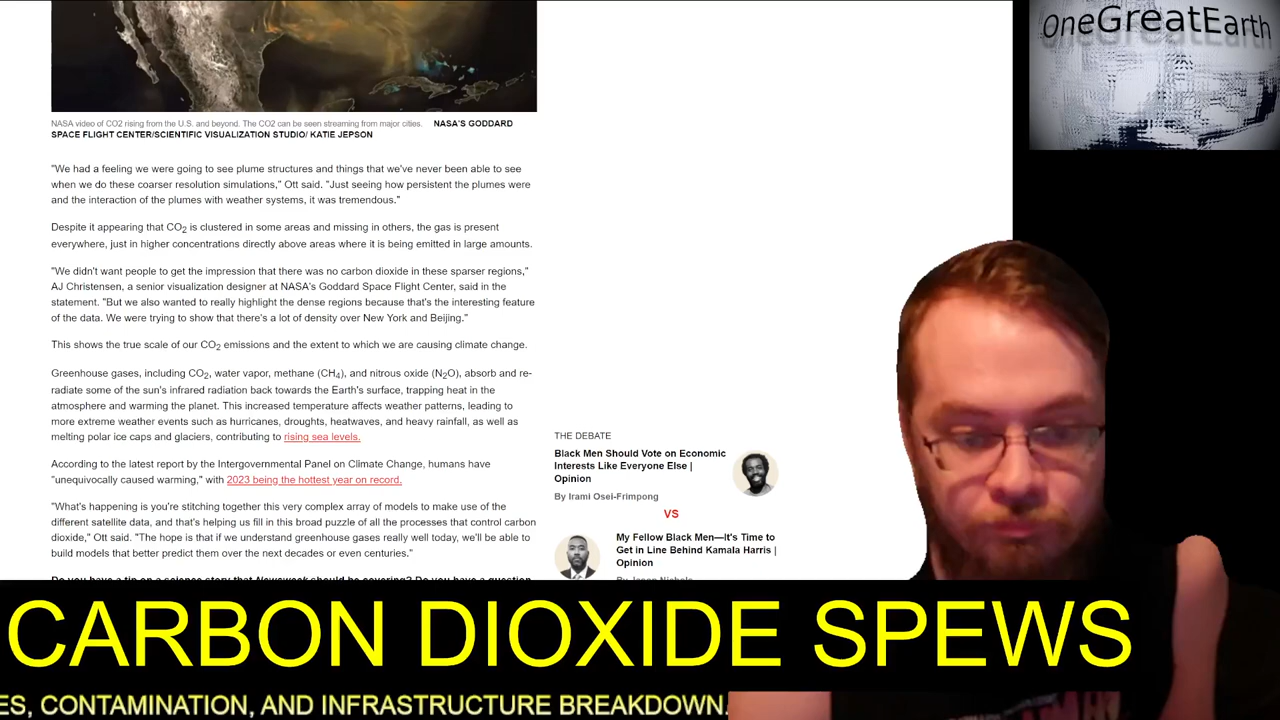 OneGreatEarth
NASA video of CO2 rising from the U.S. and beyond. The CO2 can be seen streaming from major cities. NASA'S GODDARD
SPACE FLIGHT CENTER/SCIENTIFIC VISUALIZATION STUDIO/ KATIE JEPSON
"We had a feeling we were going to see plume structures and things that we've never been able to see
when we do these coarser resolution simulations," Ott said. "Just seeing how persistent the plumes were
and the interaction of the plumes with weather systems, it was tremendous."
Despite it appearing that CO2 is clustered in some areas and missing in others, the gas is present
everywhere, just in higher concentrations directly above areas where it is being emitted in large amounts.
"We didn't want people to get the impression that there was no carbon dioxide in these sparser regions,"
AJ Christensen, a senior visualization designer at NASA's Goddard Space Flight Center, said in the
statement. "But we also wanted to really highlight the dense regions because that's the interesting feature
of the data. We were trying to show that there's a lot of density over New York and Beijing."
This shows the true scale of our CO2 emissions and the extent to which we are causing climate change.
Greenhouse gases, including CO2, water vapor, methane (CH4), and nitrous oxide (N2O), absorb and re-
radiate some of the sun's infrared radiation back towards the Earth's surface, trapping heat in the
atmosphere and warming the planet. This increased temperature affects weather patterns, leading to
more extreme weather events such as hurricanes, droughts, heatwaves, and heavy rainfall, as well as
melting polar ice caps and glaciers, contributing to rising sea levels.
According to the latest report by the Intergovernmental Panel on Climate Change, humans have
"unequivocally caused warming," with 2023 being the hottest year on record.
"What's happening is you're stitching together this very complex array of models to make use of the
different satellite data, and that's helping us fill in this broad puzzle of all the processes that control carbon
dioxide," Ott said. "The hope is that if we understand greenhouse gases really well today, we'll be able to
build models that better predict them over the next decades or even centuries."
Do you have a tip on a science story that Newsweek should be covering? Do you have a question
THE DEBATE
Black Men Should Vote on Economic
Interests Like Everyone Else |
Opinion
By Irami Osei-Frimpong
VS
My Fellow Black Men—It's Time to
Get in Line Behind Kamala Harris |
Opinion
By Jason Nichols
CARBON DIOXIDE SPEWS
ES, CONTAMINATION, AND INFRASTRUCTURE BREAKDOWN.